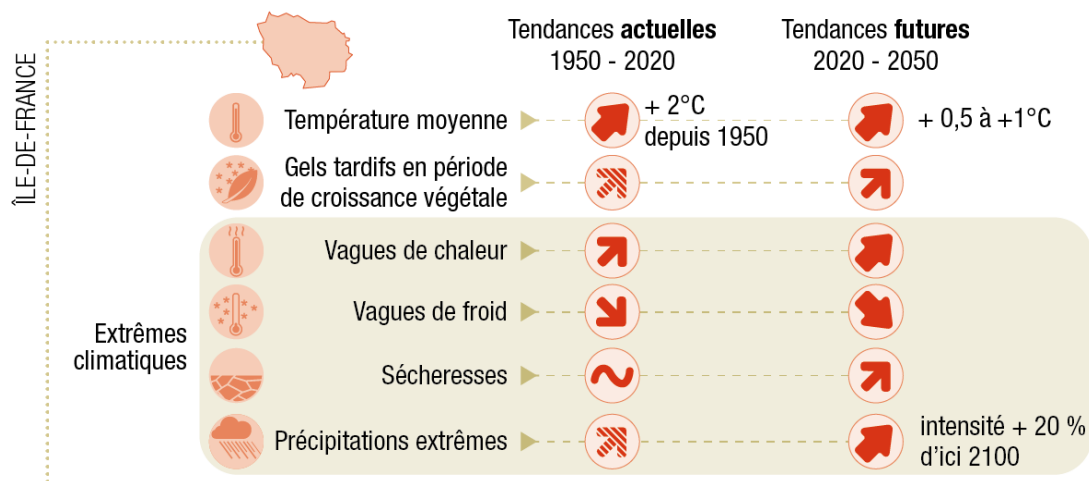 ÎLE-DE-FRANCE
Tendances actuelles
1950 - 2020
Tendances futures
2020 - 2050
Température moyenne
+ 2°C
depuis 1950
+ 0,5 à +1°C
Gels tardifs en période
de croissance végétale
Extrêmes
climatiques
Vagues de chaleur
Vagues de froid
Sécheresses
Précipitations extrêmes
intensité + 20 %
d'ici 2100